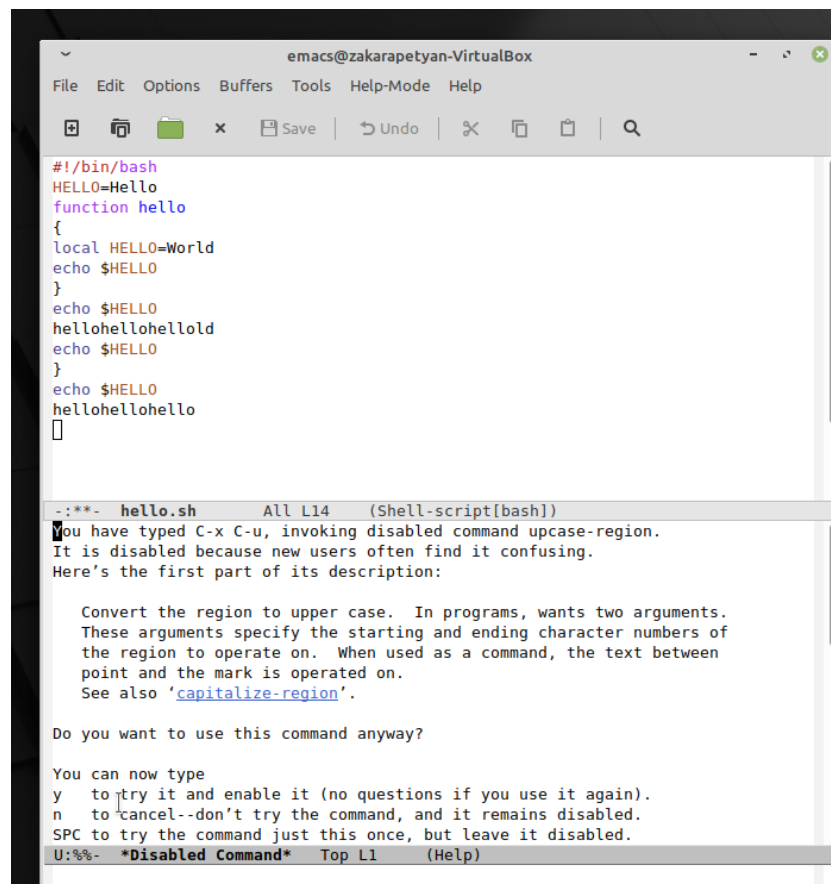 emacs@zakarapetyan-VirtualBox
File Edit Options Buffers Tools Help-Mode Help
Save Undo
#!/bin/bash
HELLO=Hello
function hello
{
local HELLO=World
echo $HELLO
}
echo $HELLO
hellohellohellold
echo $HELLO
}
echo $HELLO
hellohellohello
-:**- hello.sh All L14 (Shell-script[bash])
You have typed C-x C-u, invoking disabled command upcase-region.
It is disabled because new users often find it confusing.
Here’s the first part of its description:
Convert the region to upper case. In programs, wants two arguments.
These arguments specify the starting and ending character numbers of
the region to operate on. When used as a command, the text between
point and the mark is operated on.
See also ‘capitalize-region’.
Do you want to use this command anyway?
You can now type
y to try it and enable it (no questions if you use it again).
n to cancel--don’t try the command, and it remains disabled.
SPC to try the command just this once, but leave it disabled.
U:%%- *Disabled Command* Top L1 (Help)